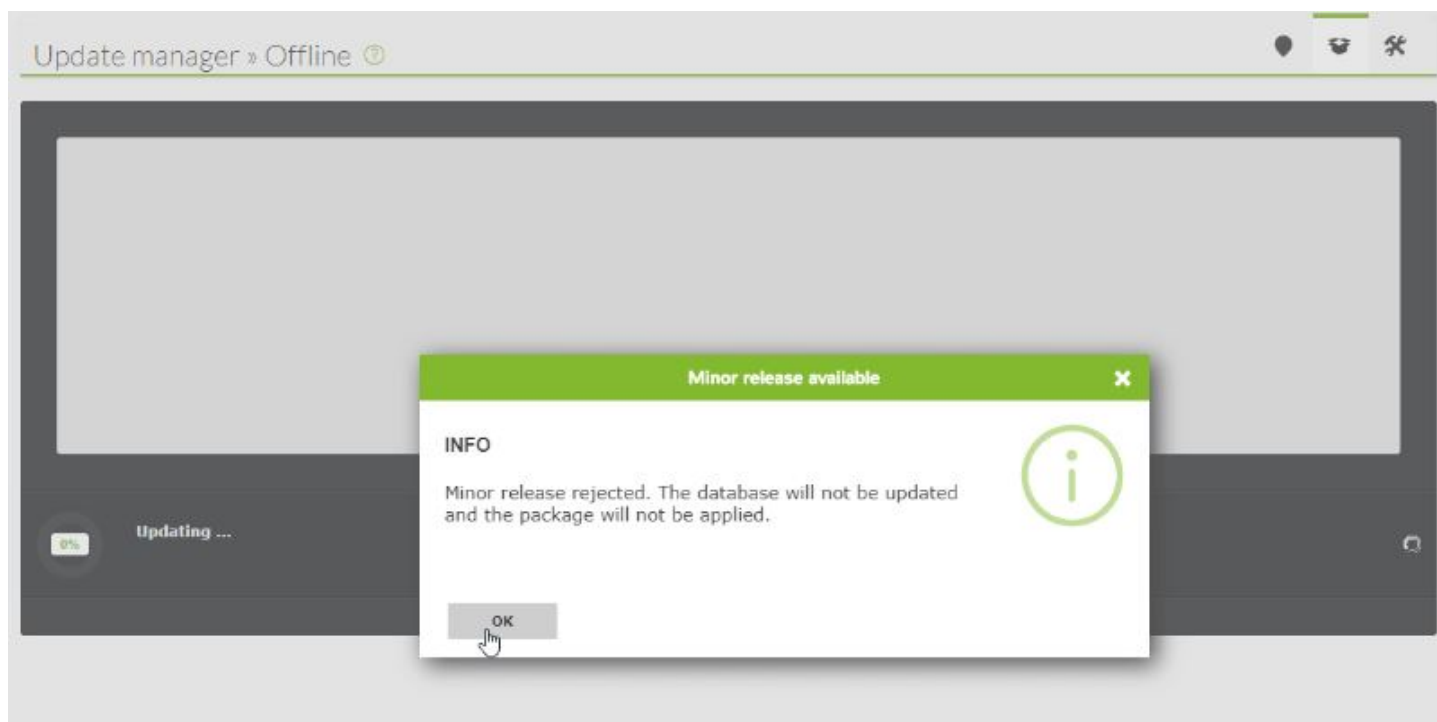 Update manager » Offline ?
Minor release available
INFO
Minor release rejected. The database will not be updated
and the package will not be applied.
0%
Updating ...
OK